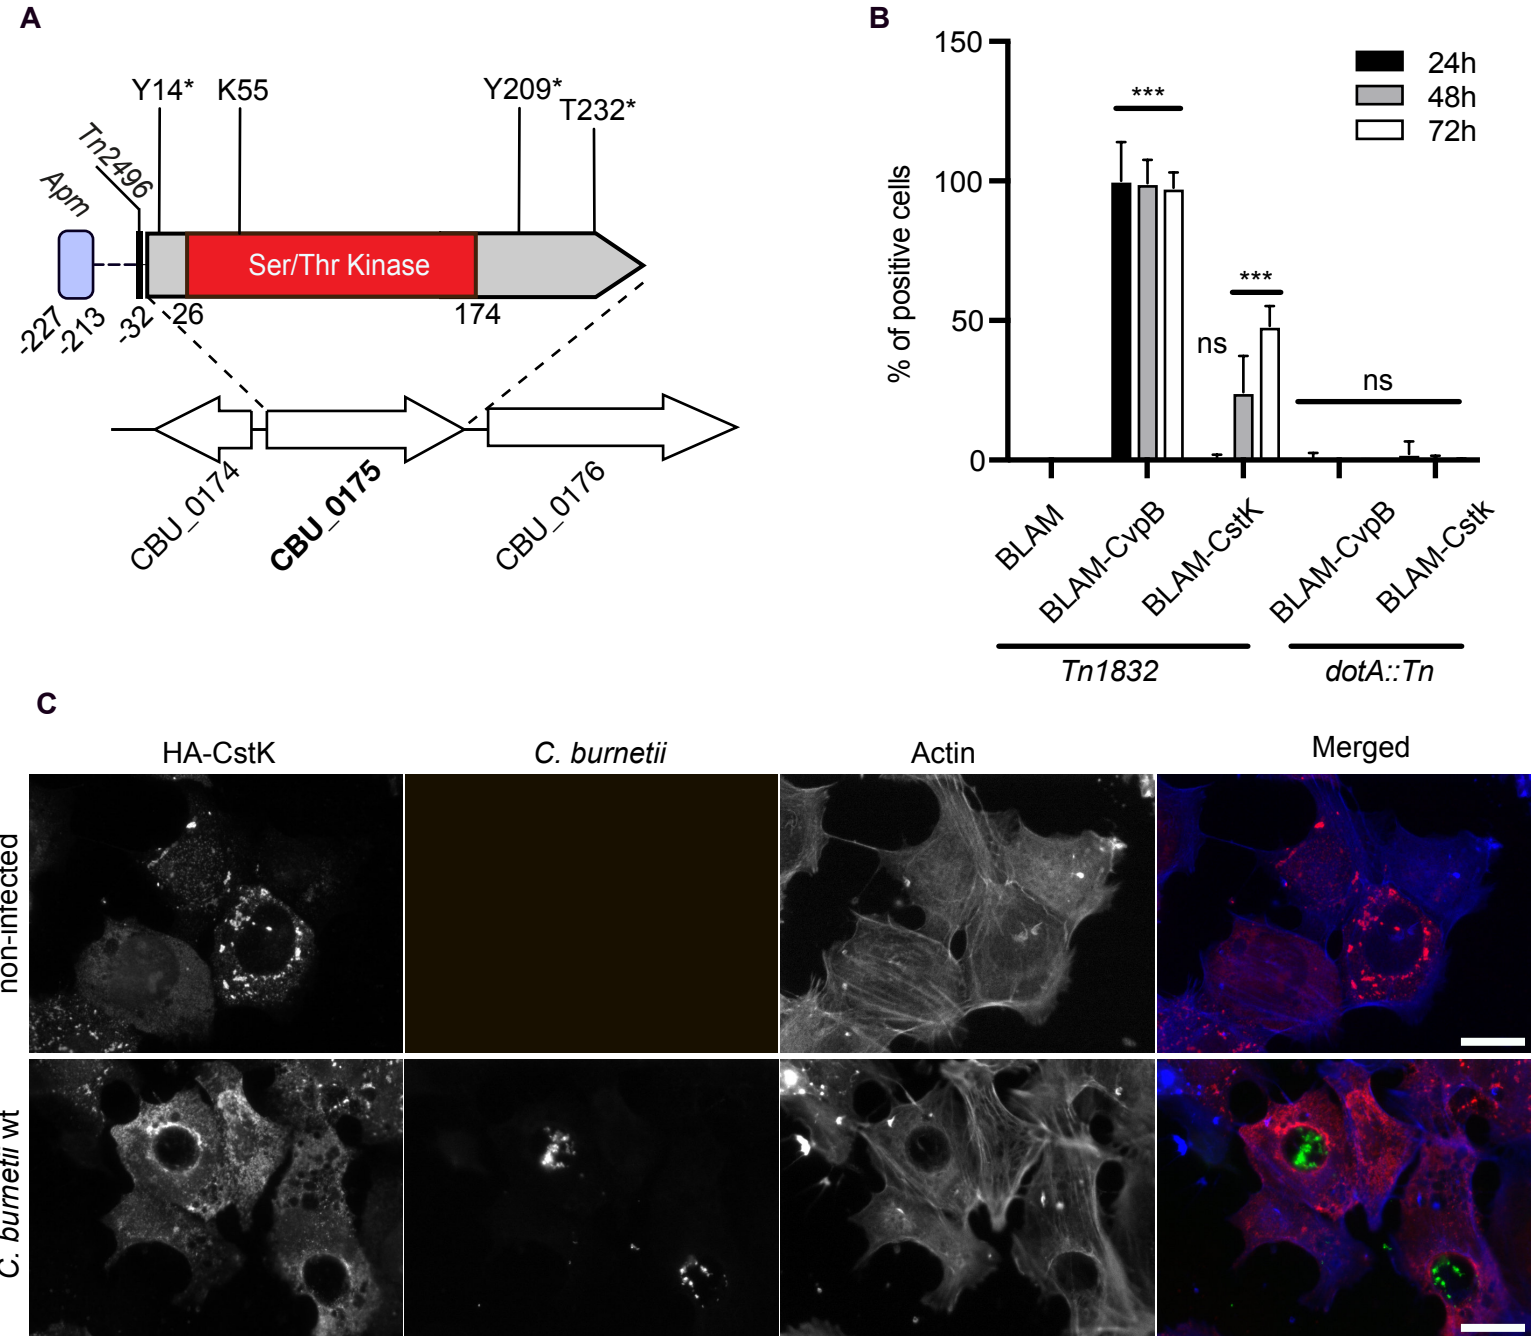 A
Y14*
K55
Y209*
T232*
Tn2496
Apm
Ser/Thr Kinase
-227
-213
-32
26
174
CBU_0174
CBU_0175
CBU_0176
B
150
100
50
0
% of positive cells
24h
48h
72h
***
ns
***
ns
BLAM
BLAM-CvpB
BLAM-CstK
BLAM-CvpB
BLAM-Cstk
Tn1832
dotA::Tn
C
HA-CstK
C. burnetii
Actin
Merged
non-infected
C. burnetii wt